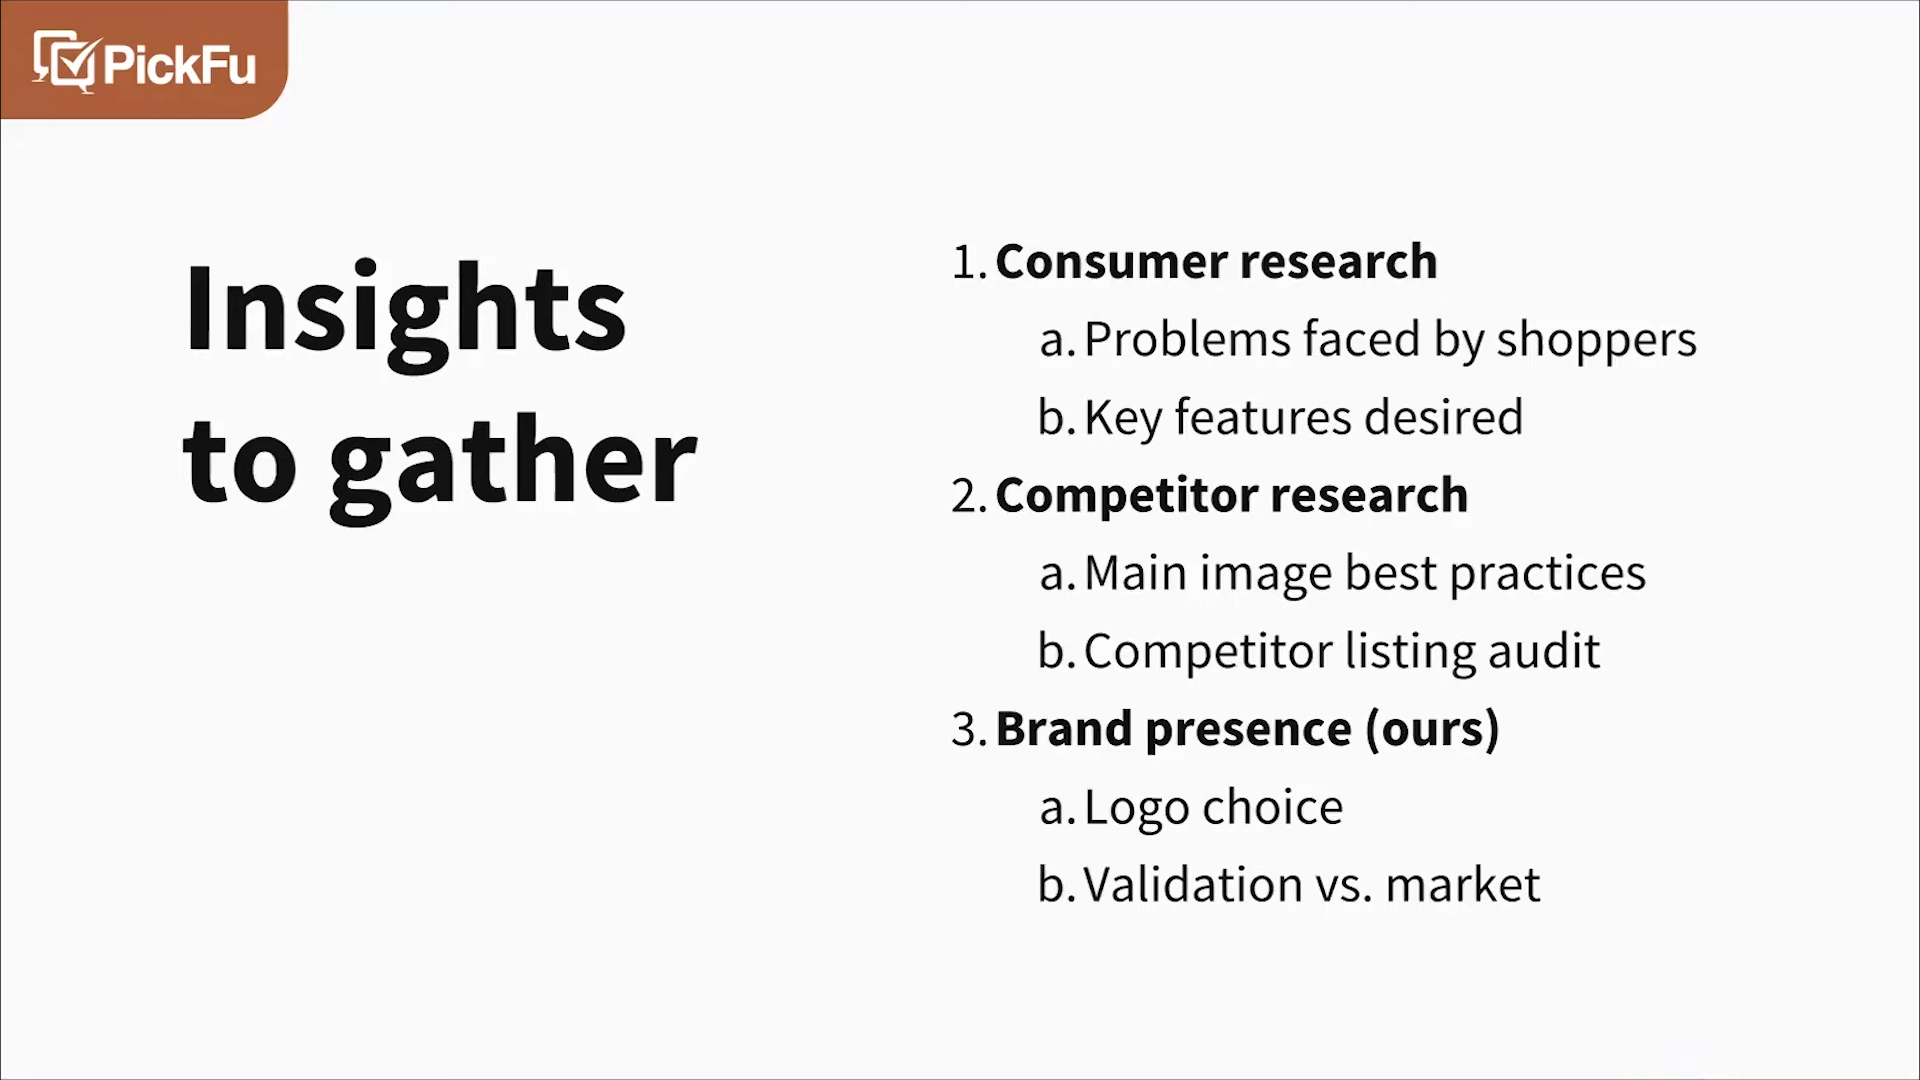 PickFu
Insights
to gather
1. Consumer research
a. Problems faced by shoppers
b. Key features desired
2. Competitor research
a. Main image best practices
b. Competitor listing audit
3. Brand presence (ours)
a. Logo choice
b. Validation vs. market